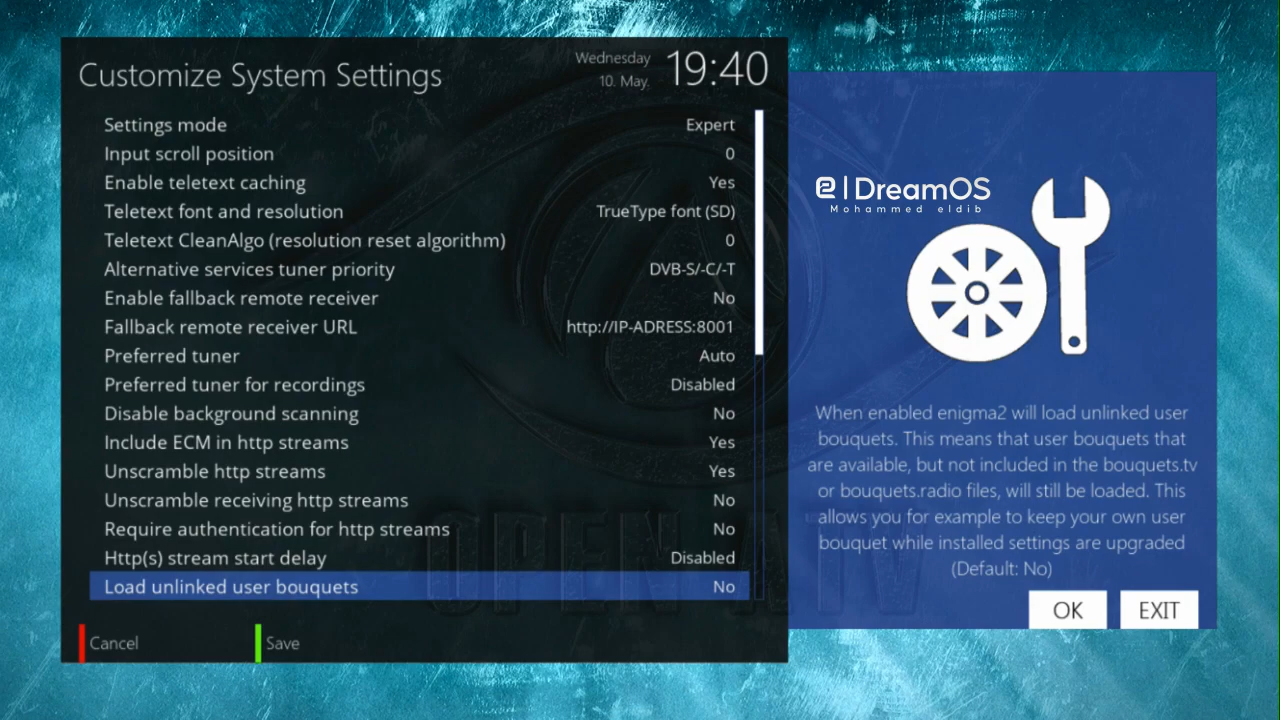 Customize System Settings
Wednesday
10. May.
19:40
Settings mode Expert
Input scroll position 0
Enable teletext caching Yes
Teletext font and resolution TrueType font (SD)
Teletext CleanAlgo (resolution reset algorithm) 0
Alternative services tuner priority DVB-S/-C/-T
Enable fallback remote receiver No
Fallback remote receiver URL http://IP-ADRESS:8001
Preferred tuner Auto
Preferred tuner for recordings Disabled
Disable background scanning No
Include ECM in http streams Yes
Unscramble http streams Yes
Unscramble receiving http streams No
Require authentication for http streams No
Http(s) stream start delay Disabled
Load unlinked user bouquets No
Cancel Save
OPEN ATV
DreamOS
Mohammed eldib
When enabled enigma2 will load unlinked user
bouquets. This means that user bouquets that
are available, but not included in the bouquets.tv
or bouquets.radio files, will still be loaded. This
allows you for example to keep your own user
bouquet while installed settings are upgraded
(Default: No)
OK EXIT